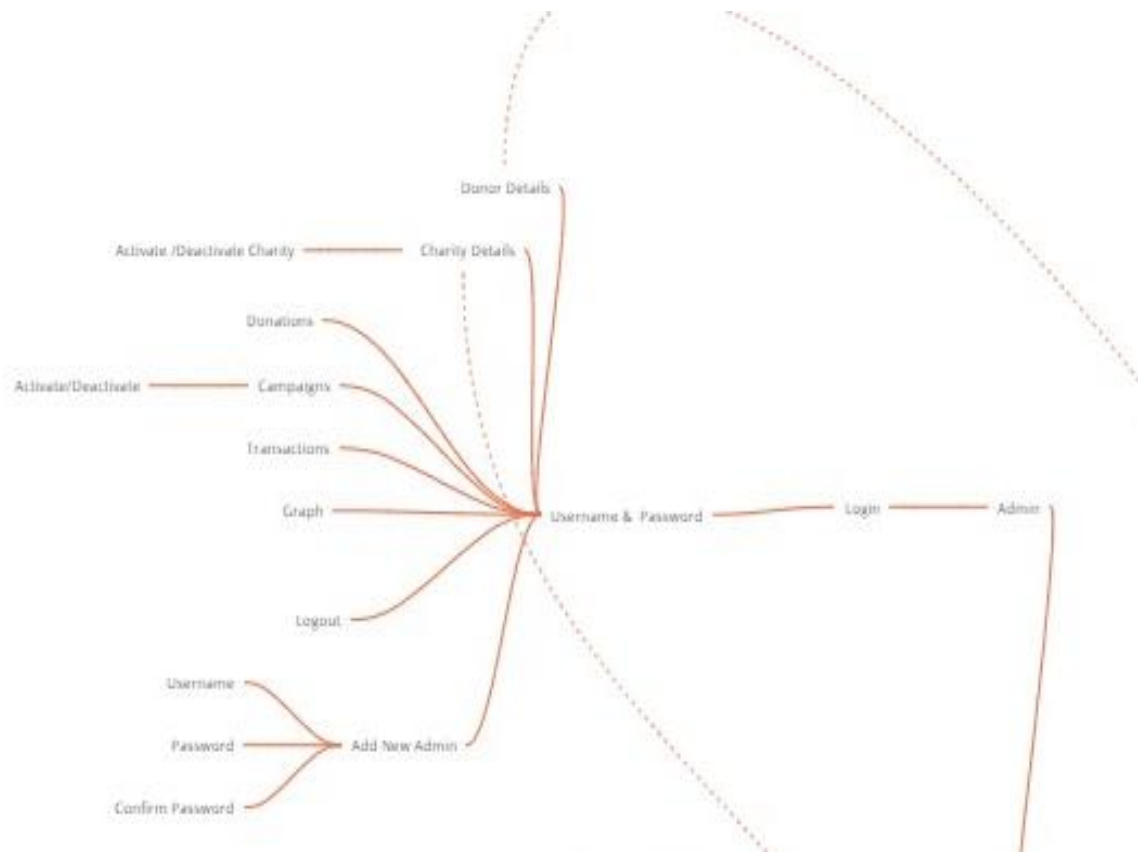 Donor Details
Activate /Deactivate Charity
Charity Details
Donations
Activate/Deactivate
Campaigns
Transactions
Graph
Username & Password
Login
Admin
Logout
Username
Password
Add New Admin
Confirm Password